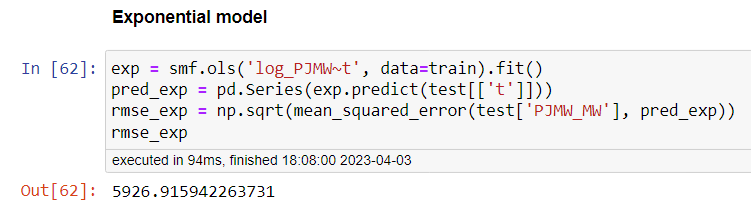 Exponential model
In [62]: exp = smf.ols('log_PJMW~t', data=train).fit()
pred_exp = pd.Series(exp.predict(test[['t']]))
rmse_exp = np.sqrt(mean_squared_error(test['PJMW_MW'], pred_exp))
rmse_exp
executed in 94ms, finished 18:08:00 2023-04-03
Out[62]: 5926.915942263731